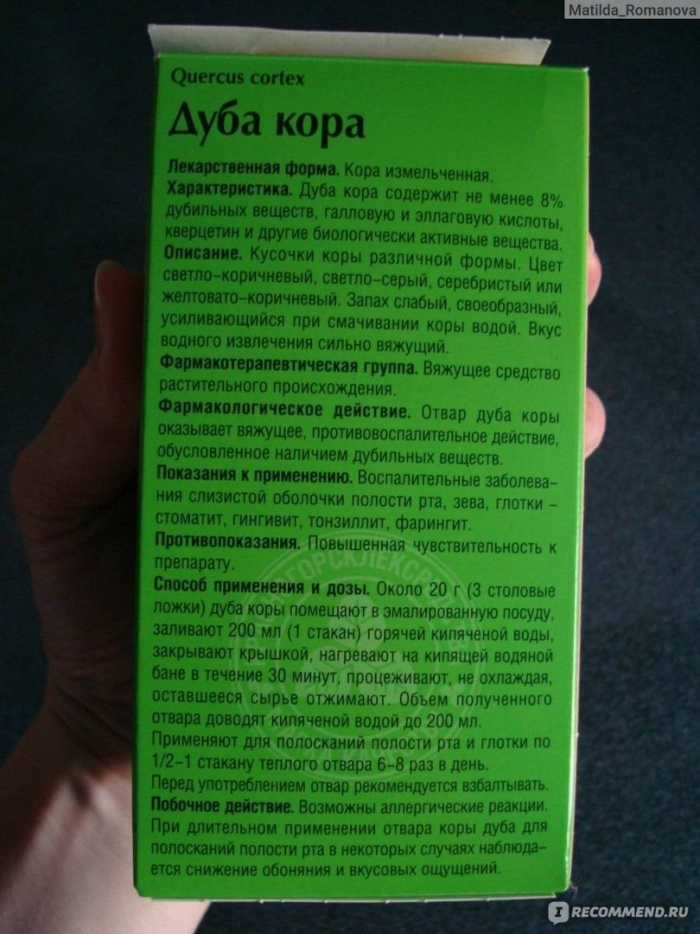 Matilda_Romanova
Quercus cortex
Дуба кора
Лекарственная форма. Кора измельченная.
Характеристика. Дуба кора содержит не менее 8%
дубильных веществ, галловую и эллаговую кислоты,
кверцетин и другие биологически активные вещества.
Описание. Кусочки коры различной формы. Цвет
светло-коричневый, светло-серый, серебристый или
желтовато-коричневый. Запах слабый, своеобразный,
усиливающийся при смачивании коры водой. Вкус
водного извлечения сильно вяжущий.
Фармакотерапевтическая группа. Вяжущее средство
растительного происхождения.
Фармакологическое действие. Отвар дуба коры
оказывает вяжущее, противовоспалительное действие,
обусловленное наличием дубильных веществ.
Показания к применению. Воспалительные заболева-
ния слизистой оболочки полости рта, зева, глотки –
стоматит, гингивит, тонзиллит, фарингит.
Противопоказания. Повышенная чувствительность к
препарату.
Способ применения и дозы. Около 20 г (3 столовые
ложки) дуба коры помещают в эмалированную посуду,
заливают 200 мл (1 стакан) горячей кипяченой воды,
закрывают крышкой, нагревают на кипящей водяной
бане в течение 30 минут, процеживают, не охлаждая,
оставшееся сырье отжимают. Объем полученного
отвара доводят кипяченой водой до 200 мл.
Применяют для полосканий полости рта и глотки по
1/2–1 стакану теплого отвара 6–8 раз в день.
Перед употреблением отвар рекомендуется взбалтывать.
Побочное действие. Возможны аллергические реакции.
При длительном применении отвара коры дуба для
полосканий полости рта в некоторых случаях наблюда-
ется снижение обоняния и вкусовых ощущений.
IRECOMMEND.RU